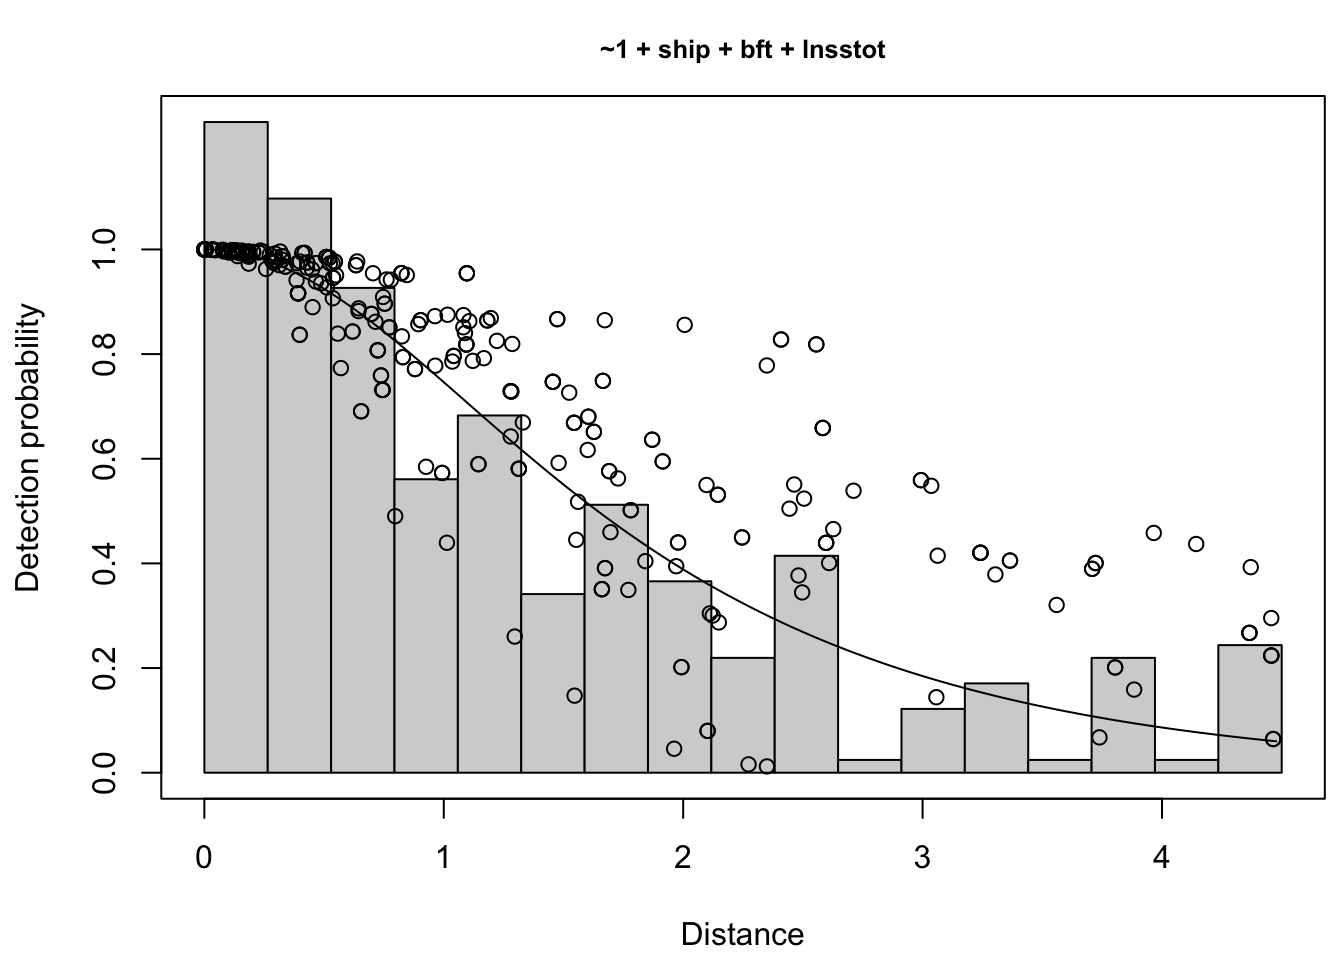 ~1 + ship + bft + lnsstot
Detection probability
1.0
0.8
0.6
0.4
0.2
0.0
0 1 2 3 4
Distance